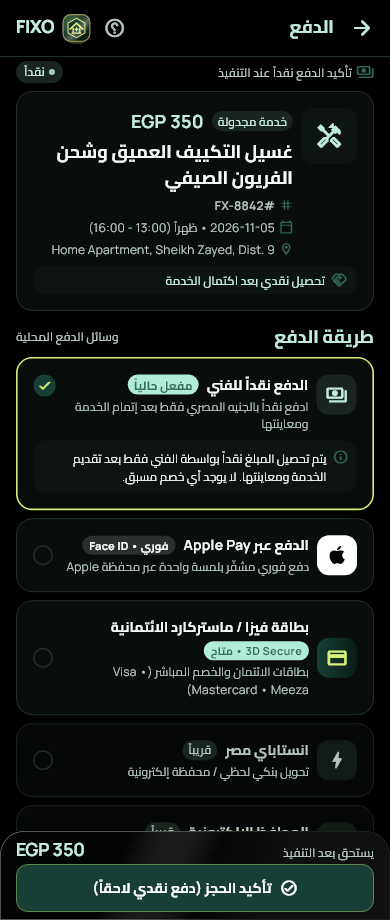 الدفع
FIXO
تأكيد الدفع نقداً عند التنفيذ
نقداً
خدمة مجدولة
EGP 350
غسيل التكييف العميق وشحن
الفريون الصيفي
FX-8842#
2026-11-05 • ظهراً (13:00 - 16:00)
Home Apartment, Sheikh Zayed, Dist. 9
تحصيل نقدي بعد اكتمال الخدمة
طريقة الدفع
وسائل الدفع المحلية
الدفع نقداً للفني
مفعل حالياً
ادفع نقداً بالجنيه المصري فقط بعد إتمام الخدمة
ومعاينتها
يتم تحصيل المبلغ نقداً بواسطة الفني فقط بعد تقديم
الخدمة ومعاينتها. لا يوجد أي خصم مسبق.
الدفع عبر Apple Pay
فوري • Face ID
دفع فوري مشفّر بلمسة واحدة عبر محفظة Apple
بطاقة فيزا / ماستركارد الائتمانية
3D Secure • متاح
بطاقات الائتمان والخصم المباشر (Visa •
Mastercard • Meeza)
انستاباي مصر
قريباً
تحويل بنكي لحظي / محفظة إلكترونية
يستحق بعد التنفيذ
EGP 350
تأكيد الحجز (دفع نقدي لاحقاً)